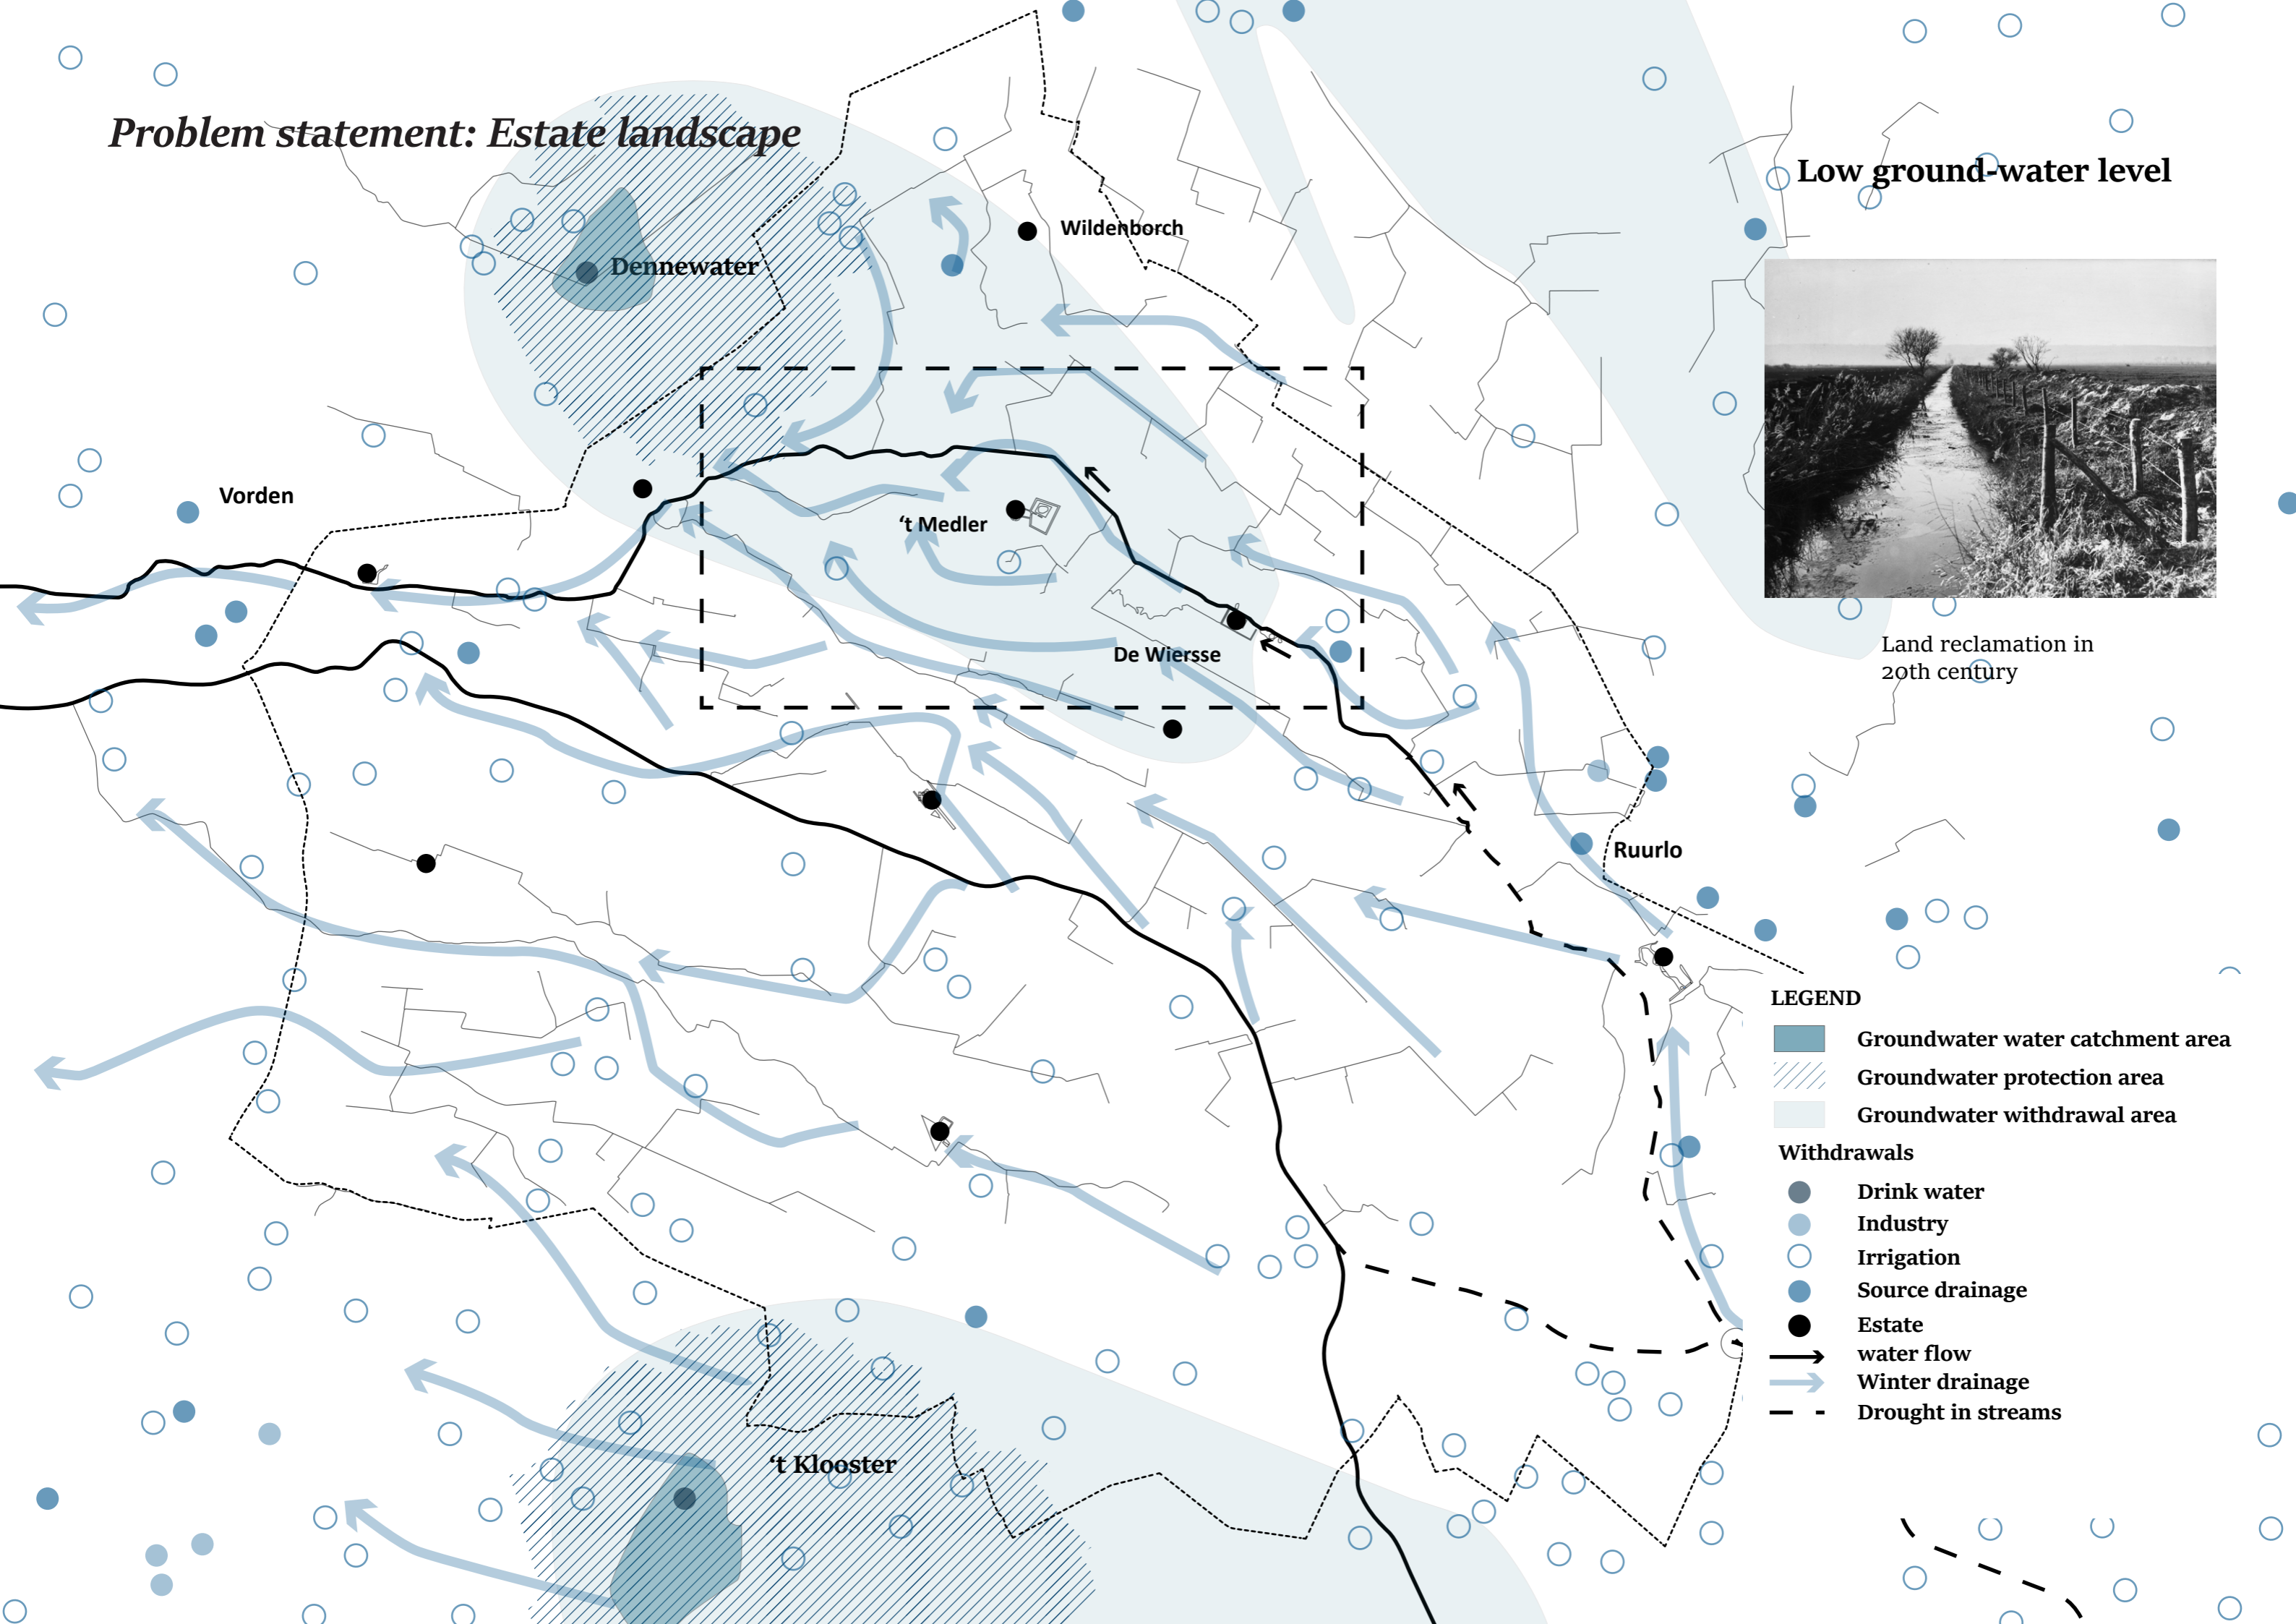 Problem statement: Estate landscape
Low ground-water level
Wildenborch
Dennewater
Vorden
‘t Medler
De Wiersse
Land reclamation in
20th century
Ruurlo
‘t Klooster
LEGEND
Groundwater water catchment area
Groundwater protection area
Groundwater withdrawal area
Withdrawals
Drink water
Industry
Irrigation
Source drainage
Estate
water flow
Winter drainage
Drought in streams